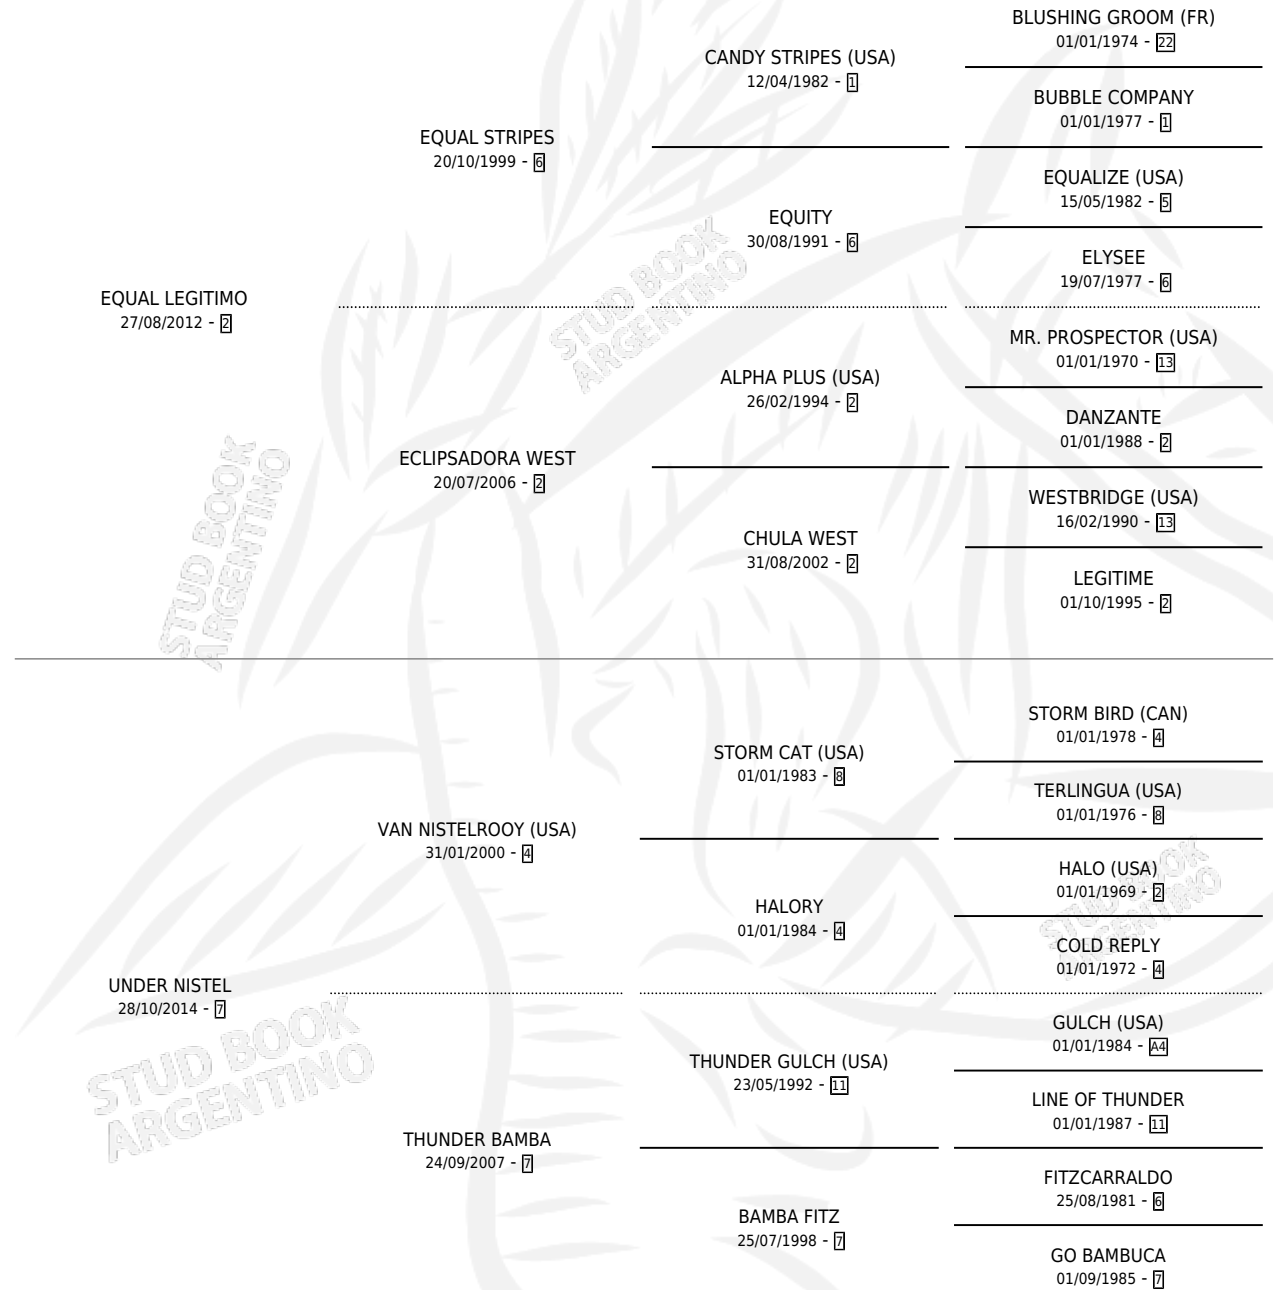 BLUSHING GROOM (FR)
01/01/1974 - 22
CANDY STRIPES (USA)
12/04/1982 - 1
BUBBLE COMPANY
01/01/1977 - 1
EQUAL STRIPES
20/10/1999 - 6
EQUALIZE (USA)
15/05/1982 - 5
EQUITY
30/08/1991 - 6
ELYSEE
19/07/1977 - 6
EQUAL LEGITIMO
27/08/2012 - 2
MR. PROSPECTOR (USA)
01/01/1970 - 13
ALPHA PLUS (USA)
26/02/1994 - 2
DANZANTE
01/01/1988 - 2
ECLIPSADORA WEST
20/07/2006 - 2
WESTBRIDGE (USA)
16/02/1990 - 13
CHULA WEST
31/08/2002 - 2
LEGITIME
01/10/1995 - 2
STORM BIRD (CAN)
01/01/1978 - 4
STORM CAT (USA)
01/01/1983 - 8
TERLINGUA (USA)
01/01/1976 - 8
VAN NISTELROOY (USA)
31/01/2000 - 4
HALO (USA)
01/01/1969 - 2
HALORY
01/01/1984 - 4
COLD REPLY
01/01/1972 - 4
UNDER NISTEL
28/10/2014 - 7
GULCH (USA)
01/01/1984 - A4
THUNDER GULCH (USA)
23/05/1992 - 11
LINE OF THUNDER
01/01/1987 - 11
THUNDER BAMBA
24/09/2007 - 7
FITZCARRALDO
25/08/1981 - 6
BAMBA FITZ
25/07/1998 - 7
GO BAMBUCA
01/09/1985 - 7
STUD BOOK
ARGENTINO
STUD BOOK
ARGENTINO
STUD BOOK
ARGENTINO
STUD BOOK
ARGENTINO